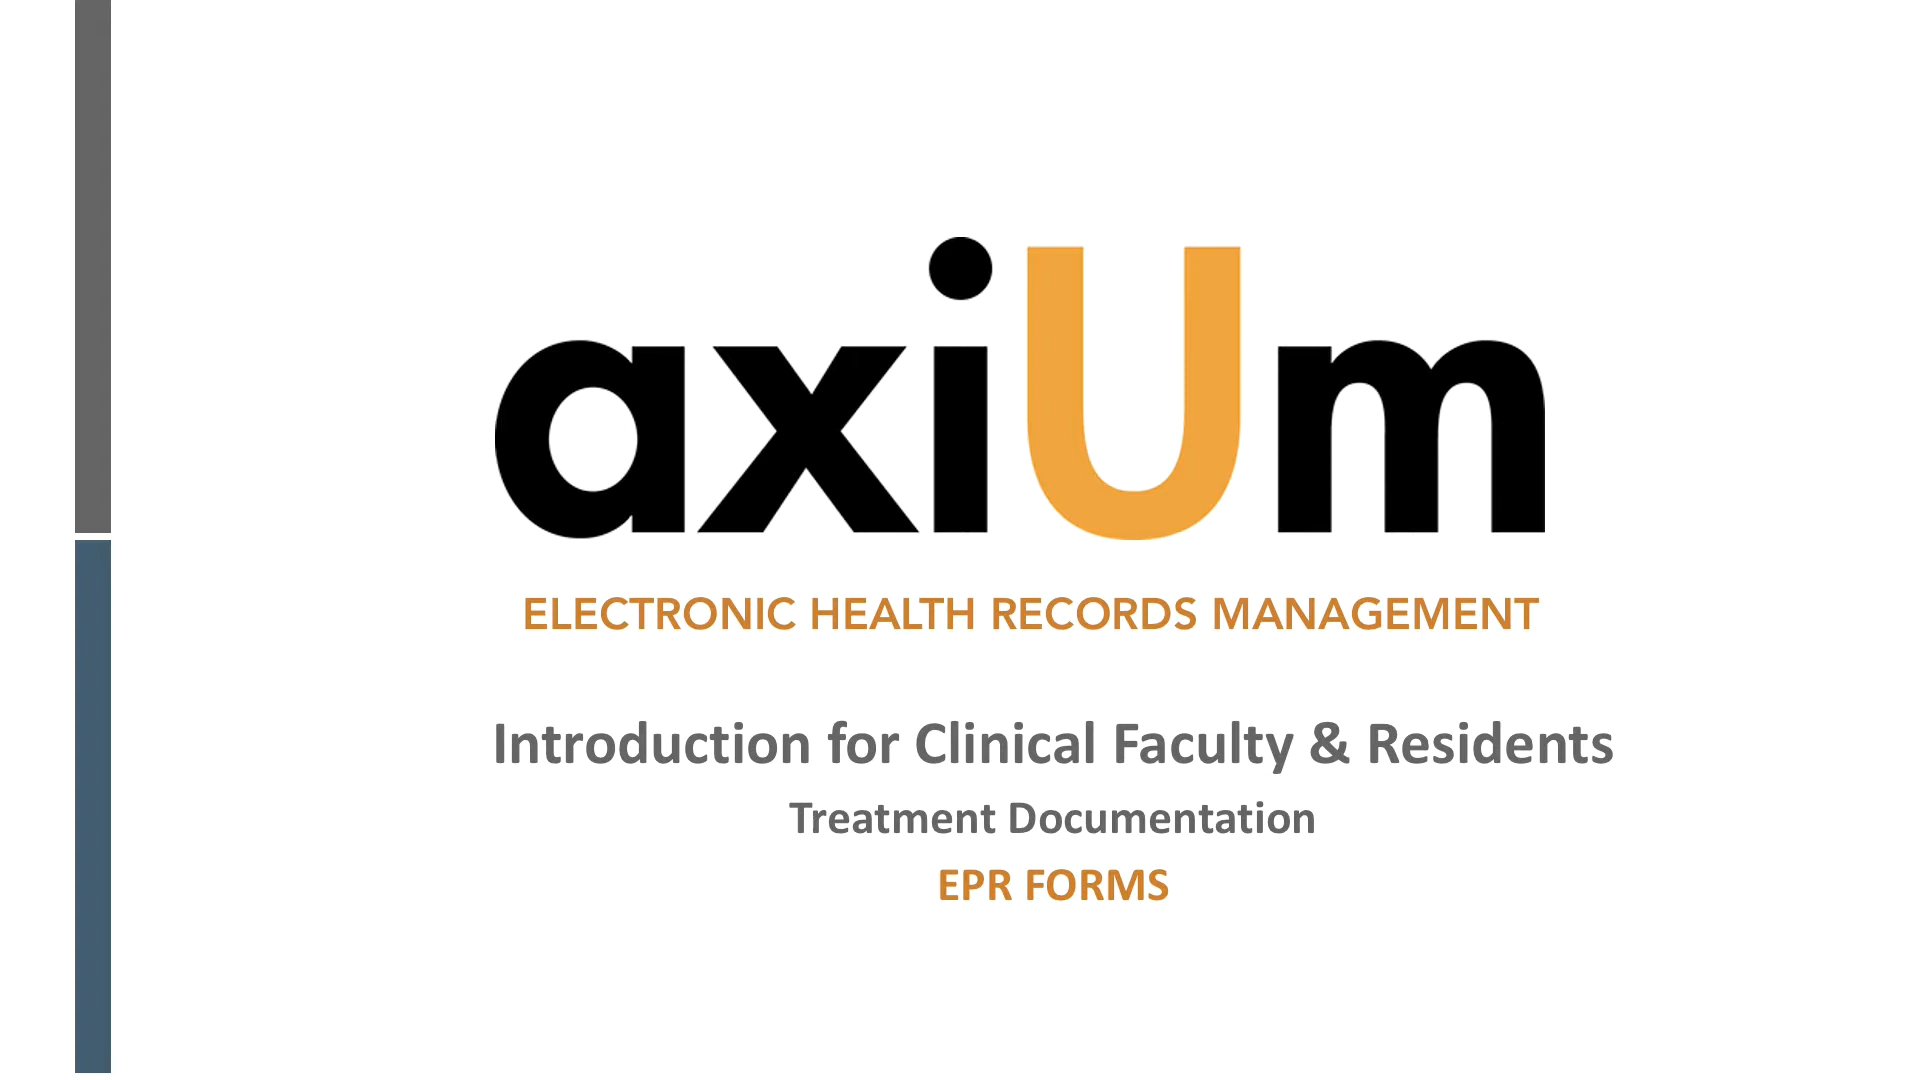 axiUm
ELECTRONIC HEALTH RECORDS MANAGEMENT
Introduction for Clinical Faculty & Residents
Treatment Documentation
EPR FORMS